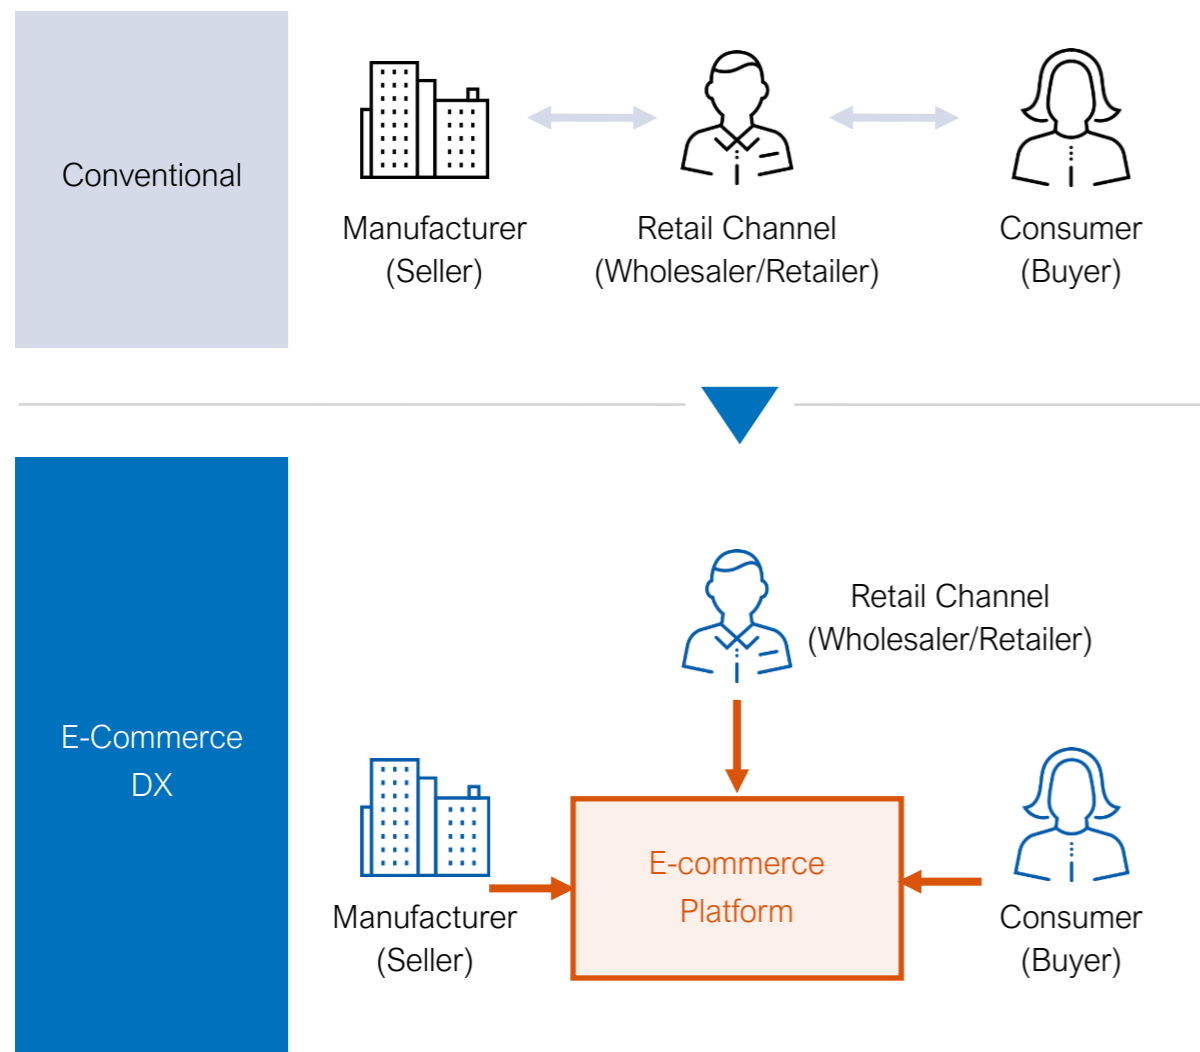 Conventional
Manufacturer
(Seller)
Retail Channel
(Wholesaler/Retailer)
Consumer
(Buyer)
E-Commerce
DX
Retail Channel
(Wholesaler/Retailer)
Manufacturer
(Seller)
E-commerce
Platform
Consumer
(Buyer)